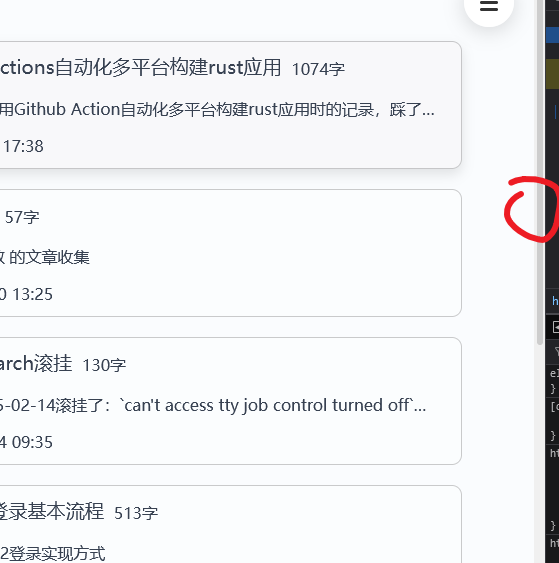 ctions自动化多平台构建rust应用 1074字
用Github Action自动化多平台构建rust应用时的记录，踩了...
17:38
57字
的文章收集
0 13:25
arch滚挂 130字
5-02-14滚挂了：`can't access tty job control turned off`...
4 09:35
登录基本流程 513字
2登录实现方式
h
el
}
[c
}
ht
}
ht